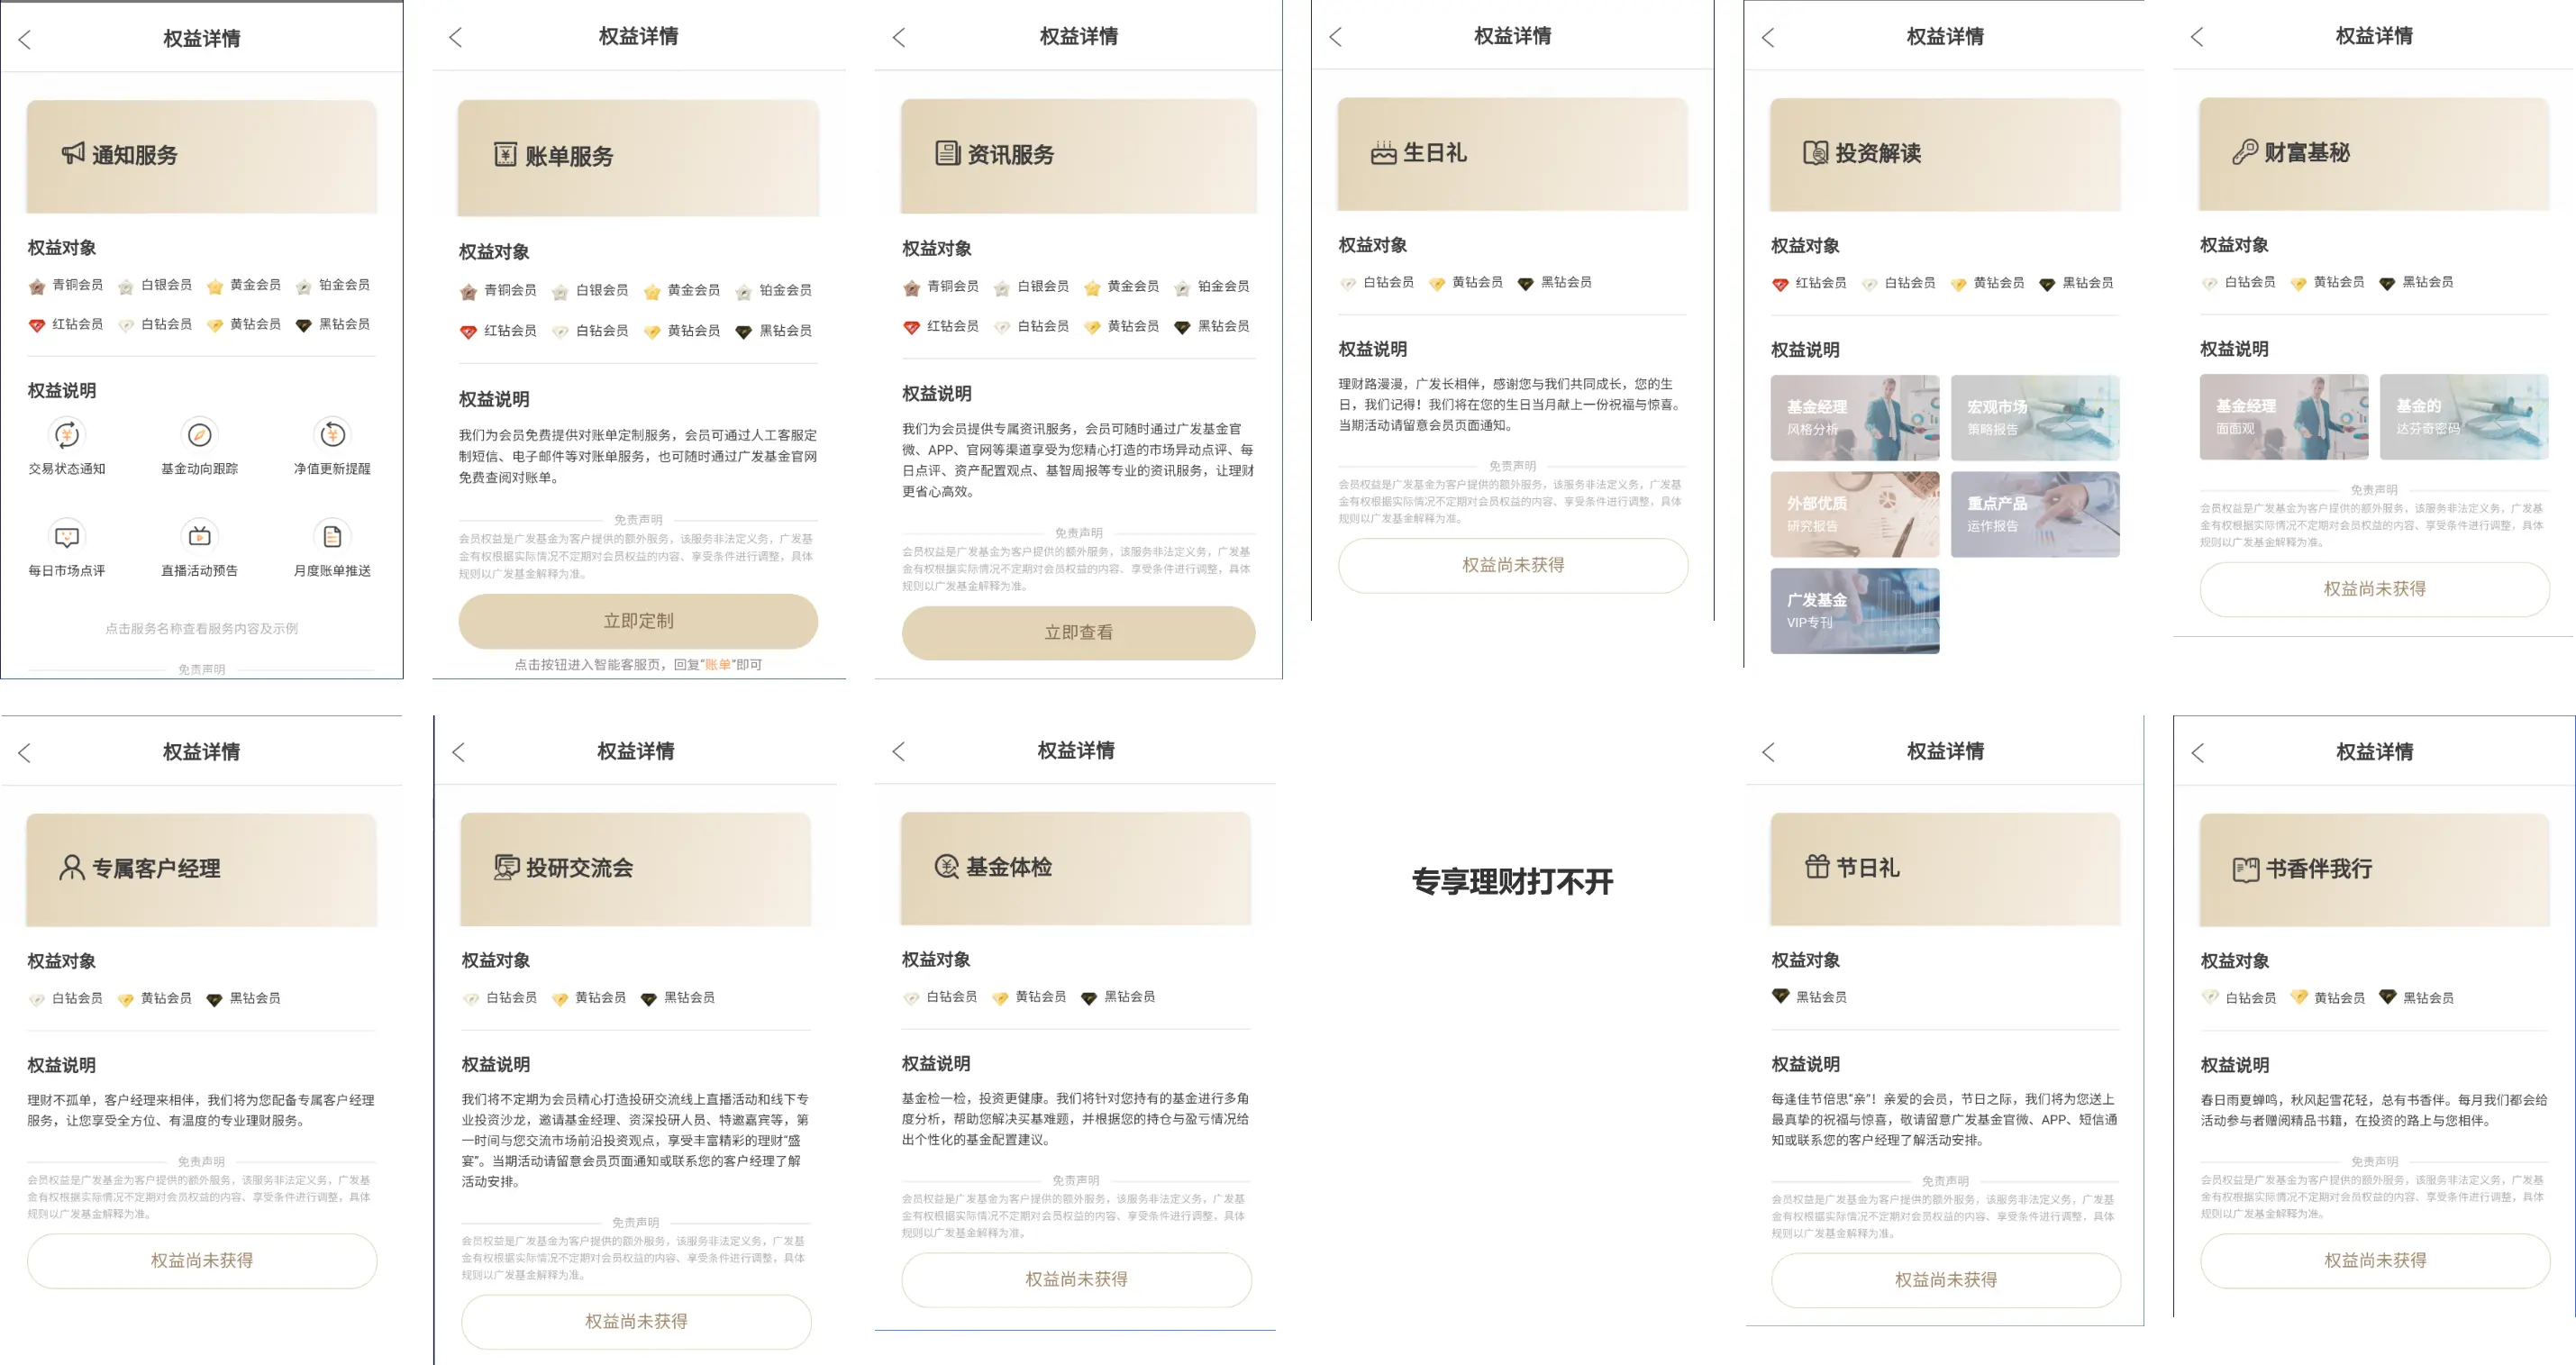 权益详情
通知服务
权益对象
青铜会员 白银会员 黄金会员 铂金会员
红钻会员 白钻会员 黄钻会员 黑钻会员
权益说明
交易状态通知 基金动向跟踪 净值更新提醒
每日市场点评 直播活动预告 月度账单推送
点击服务名称查看服务内容及示例
免责声明
权益详情
账单服务
权益对象
青铜会员 白银会员 黄金会员 铂金会员
红钻会员 白钻会员 黄钻会员 黑钻会员
权益说明
我们为会员免费提供对账单定制服务，会员可通过人工客服定
制短信、电子邮件等对账单服务，也可随时通过广发基金官网
免费查阅对账单。
免责声明
会员权益是广发基金为客户提供的额外服务，该服务非法定义务，广发基
金有权根据实际情况不定期对会员权益的内容、享受条件进行调整，具体
规则以广发基金解释为准。
立即定制
点击按钮进入智能客服页，回复“账单”即可
权益详情
资讯服务
权益对象
青铜会员 白银会员 黄金会员 铂金会员
红钻会员 白钻会员 黄钻会员 黑钻会员
权益说明
我们为会员提供专属资讯服务，会员可随时通过广发基金官
微、APP、官网等渠道享受为您精心打造的市场异动点评、每
日点评、资产配置观点、基智周报等专业的资讯服务，让理财
更省心高效。
免责声明
会员权益是广发基金为客户提供的额外服务，该服务非法定义务，广发基
金有权根据实际情况不定期对会员权益的内容、享受条件进行调整，具体
规则以广发基金解释为准。
立即查看
权益详情
生日礼
权益对象
白钻会员 黄钻会员 黑钻会员
权益说明
理财路漫漫，广发长相伴，感谢您与我们共同成长，您的生
日，我们记得！我们将在您的生日当月献上一份祝福与惊喜。
当期活动请留意会员页面通知。
免责声明
会员权益是广发基金为客户提供的额外服务，该服务非法定义务，广发基
金有权根据实际情况不定期对会员权益的内容、享受条件进行调整，具体
规则以广发基金解释为准。
权益尚未获得
权益详情
投资解读
权益对象
红钻会员 白钻会员 黄钻会员 黑钻会员
权益说明
基金经理
风格分析
宏观市场
策略报告
外部优质
研究报告
重点产品
运作报告
广发基金
VIP专刊
权益详情
财富基秘
权益对象
白钻会员 黄钻会员 黑钻会员
权益说明
基金经理
面面观
基金的
达芬奇密码
免责声明
会员权益是广发基金为客户提供的额外服务，该服务非法定义务，广发基
金有权根据实际情况不定期对会员权益的内容、享受条件进行调整，具体
规则以广发基金解释为准。
权益尚未获得
权益详情
专属客户经理
权益对象
白钻会员 黄钻会员 黑钻会员
权益说明
理财不孤单，客户经理来相伴，我们将为您配备专属客户经理
服务，让您享受全方位、有温度的专业理财服务。
免责声明
会员权益是广发基金为客户提供的额外服务，该服务非法定义务，广发基
金有权根据实际情况不定期对会员权益的内容、享受条件进行调整，具体
规则以广发基金解释为准。
权益尚未获得
权益详情
投研交流会
权益对象
白钻会员 黄钻会员 黑钻会员
权益说明
我们将不定期为会员精心打造投研交流线上直播活动和线下专
业投资沙龙，邀请基金经理、资深投研人员、特邀嘉宾等，第
一时间与您交流市场前沿投资观点，享受丰富精彩的理财“盛
宴”。当期活动请留意会员页面通知或联系您的客户经理了解
活动安排。
免责声明
会员权益是广发基金为客户提供的额外服务，该服务非法定义务，广发基
金有权根据实际情况不定期对会员权益的内容、享受条件进行调整，具体
规则以广发基金解释为准。
权益尚未获得
权益详情
基金体检
权益对象
白钻会员 黄钻会员 黑钻会员
权益说明
基金检一检，投资更健康。我们将针对您持有的基金进行多角
度分析，帮助您解决买基难题，并根据您的持仓与盈亏情况给
出个性化的基金配置建议。
免责声明
会员权益是广发基金为客户提供的额外服务，该服务非法定义务，广发基
金有权根据实际情况不定期对会员权益的内容、享受条件进行调整，具体
规则以广发基金解释为准。
权益尚未获得
专享理财打不开
权益详情
节日礼
权益对象
黑钻会员
权益说明
每逢佳节倍思“亲”！亲爱的会员，节日之际，我们将为您送上
最真挚的祝福与惊喜，敬请留意广发基金官微、APP、短信通
知或联系您的客户经理了解活动安排。
免责声明
会员权益是广发基金为客户提供的额外服务，该服务非法定义务，广发基
金有权根据实际情况不定期对会员权益的内容、享受条件进行调整，具体
规则以广发基金解释为准。
权益尚未获得
权益详情
书香伴我行
权益对象
白钻会员 黄钻会员 黑钻会员
权益说明
春日雨夏蝉鸣，秋风起雪花轻，总有书香伴。每月我们都会给
活动参与者赠阅精品书籍，在投资的路上与您相伴。
免责声明
会员权益是广发基金为客户提供的额外服务，该服务非法定义务，广发基
金有权根据实际情况不定期对会员权益的内容、享受条件进行调整，具体
规则以广发基金解释为准。
权益尚未获得